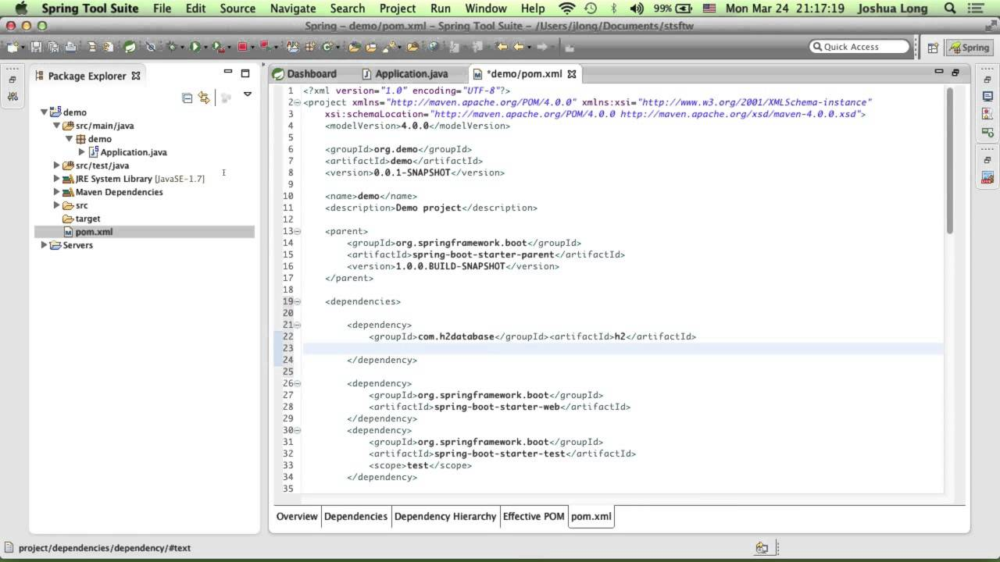 Spring Tool Suite File Edit Source Navigate Search Project Run Window Help 99% Mon Mar 24 21:17:19 Joshua Long
Spring - demo/pom.xml - Spring Tool Suite - /Users/jlong/Documents/stsftw
Quick Access Spring
Package Explorer
demo
src/main/java
demo
Application.java
src/test/java
JRE System Library [JavaSE-1.7]
Maven Dependencies
src
target
pom.xml
Servers
Dashboard Application.java *demo/pom.xml
1 <?xml version="1.0" encoding="UTF-8"?>
2 <project xmlns="http://maven.apache.org/POM/4.0.0" xmlns:xsi="http://www.w3.org/2001/XMLSchema-instance"
3 xsi:schemaLocation="http://maven.apache.org/POM/4.0.0 http://maven.apache.org/xsd/maven-4.0.0.xsd">
4 <modelVersion>4.0.0</modelVersion>
5
6 <groupId>org.demo</groupId>
7 <artifactId>demo</artifactId>
8 <version>0.0.1-SNAPSHOT</version>
9
10 <name>demo</name>
11 <description>Demo project</description>
12
13 <parent>
14 <groupId>org.springframework.boot</groupId>
15 <artifactId>spring-boot-starter-parent</artifactId>
16 <version>1.0.0.BUILD-SNAPSHOT</version>
17 </parent>
18
19 <dependencies>
20
21 <dependency>
22 <groupId>com.h2database</groupId><artifactId>h2</artifactId>
23
24 </dependency>
25
26 <dependency>
27 <groupId>org.springframework.boot</groupId>
28 <artifactId>spring-boot-starter-web</artifactId>
29 </dependency>
30 <dependency>
31 <groupId>org.springframework.boot</groupId>
32 <artifactId>spring-boot-starter-test</artifactId>
33 <scope>test</scope>
34 </dependency>
35
Overview Dependencies Dependency Hierarchy Effective POM pom.xml
project/dependencies/dependency/#text